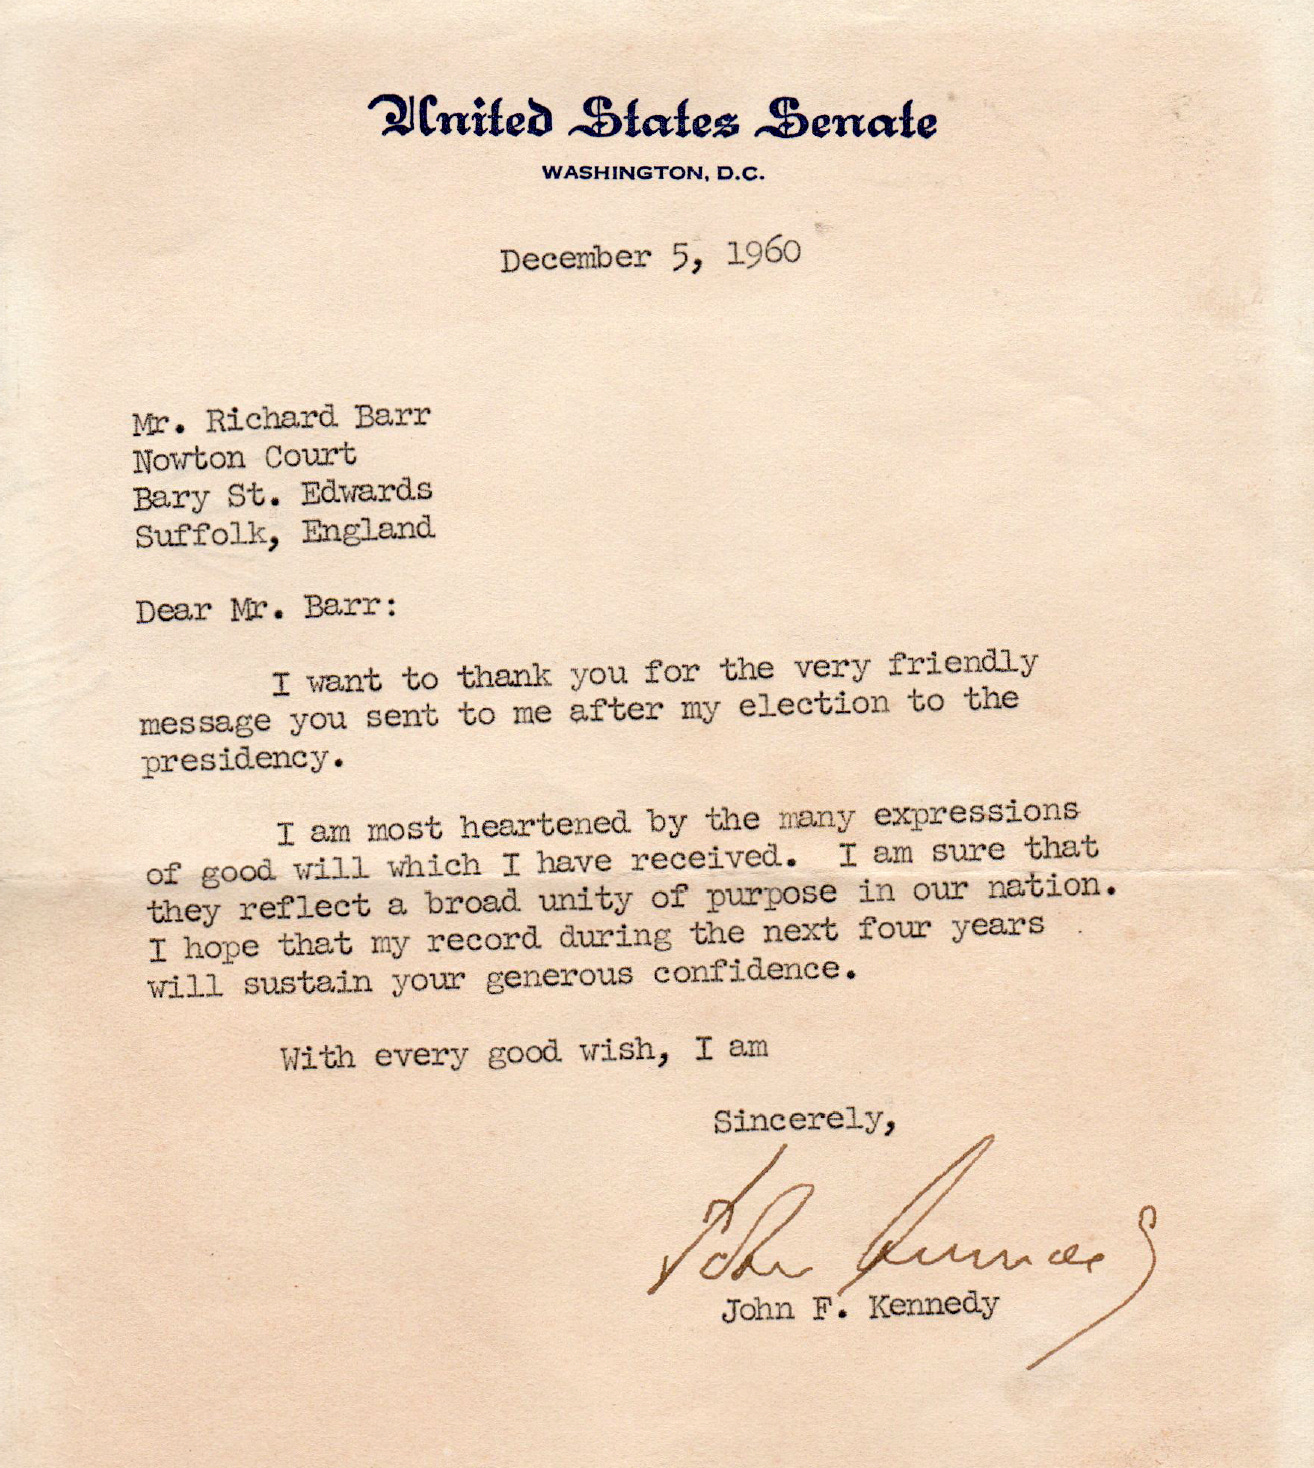 United States Senate
WASHINGTON, D.C.
December 5, 1960
Mr. Richard Barr
Nowton Court
Bary St. Edwards
Suffolk, England
Dear Mr. Barr:
I want to thank you for the very friendly
message you sent to me after my election to the
presidency.
I am most heartened by the many expressions
of good will which I have received. I am sure that
they reflect a broad unity of purpose in our nation.
I hope that my record during the next four years
will sustain your generous confidence.
With every good wish, I am
Sincerely,
John Kennedy
John F. Kennedy